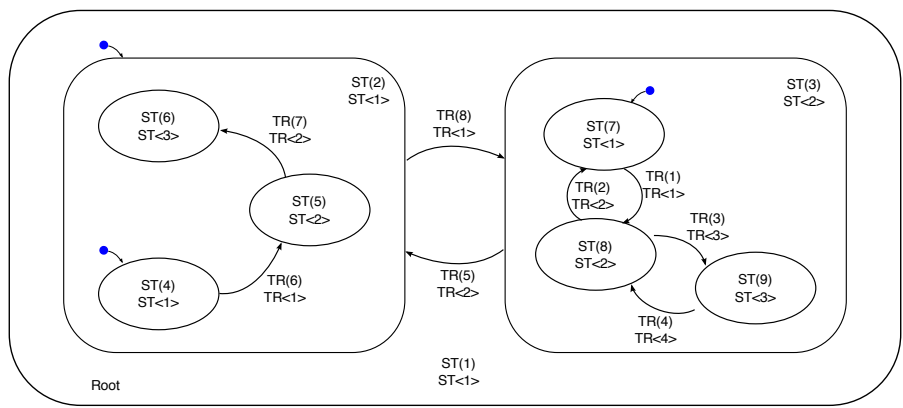 ST(2)
ST<1>
ST(3)
ST<2>
ST(6)
ST<3>
TR(7)
TR<2>
TR(8)
TR<1>
ST(7)
ST<1>
ST(5)
ST<2>
TR(2)
TR<2>
TR(1)
TR<1>
TR(3)
TR<3>
ST(8)
ST<2>
ST(4)
ST<1>
TR(6)
TR<1>
TR(5)
TR<2>
ST(9)
ST<3>
TR(4)
TR<4>
ST(1)
ST<1>
Root